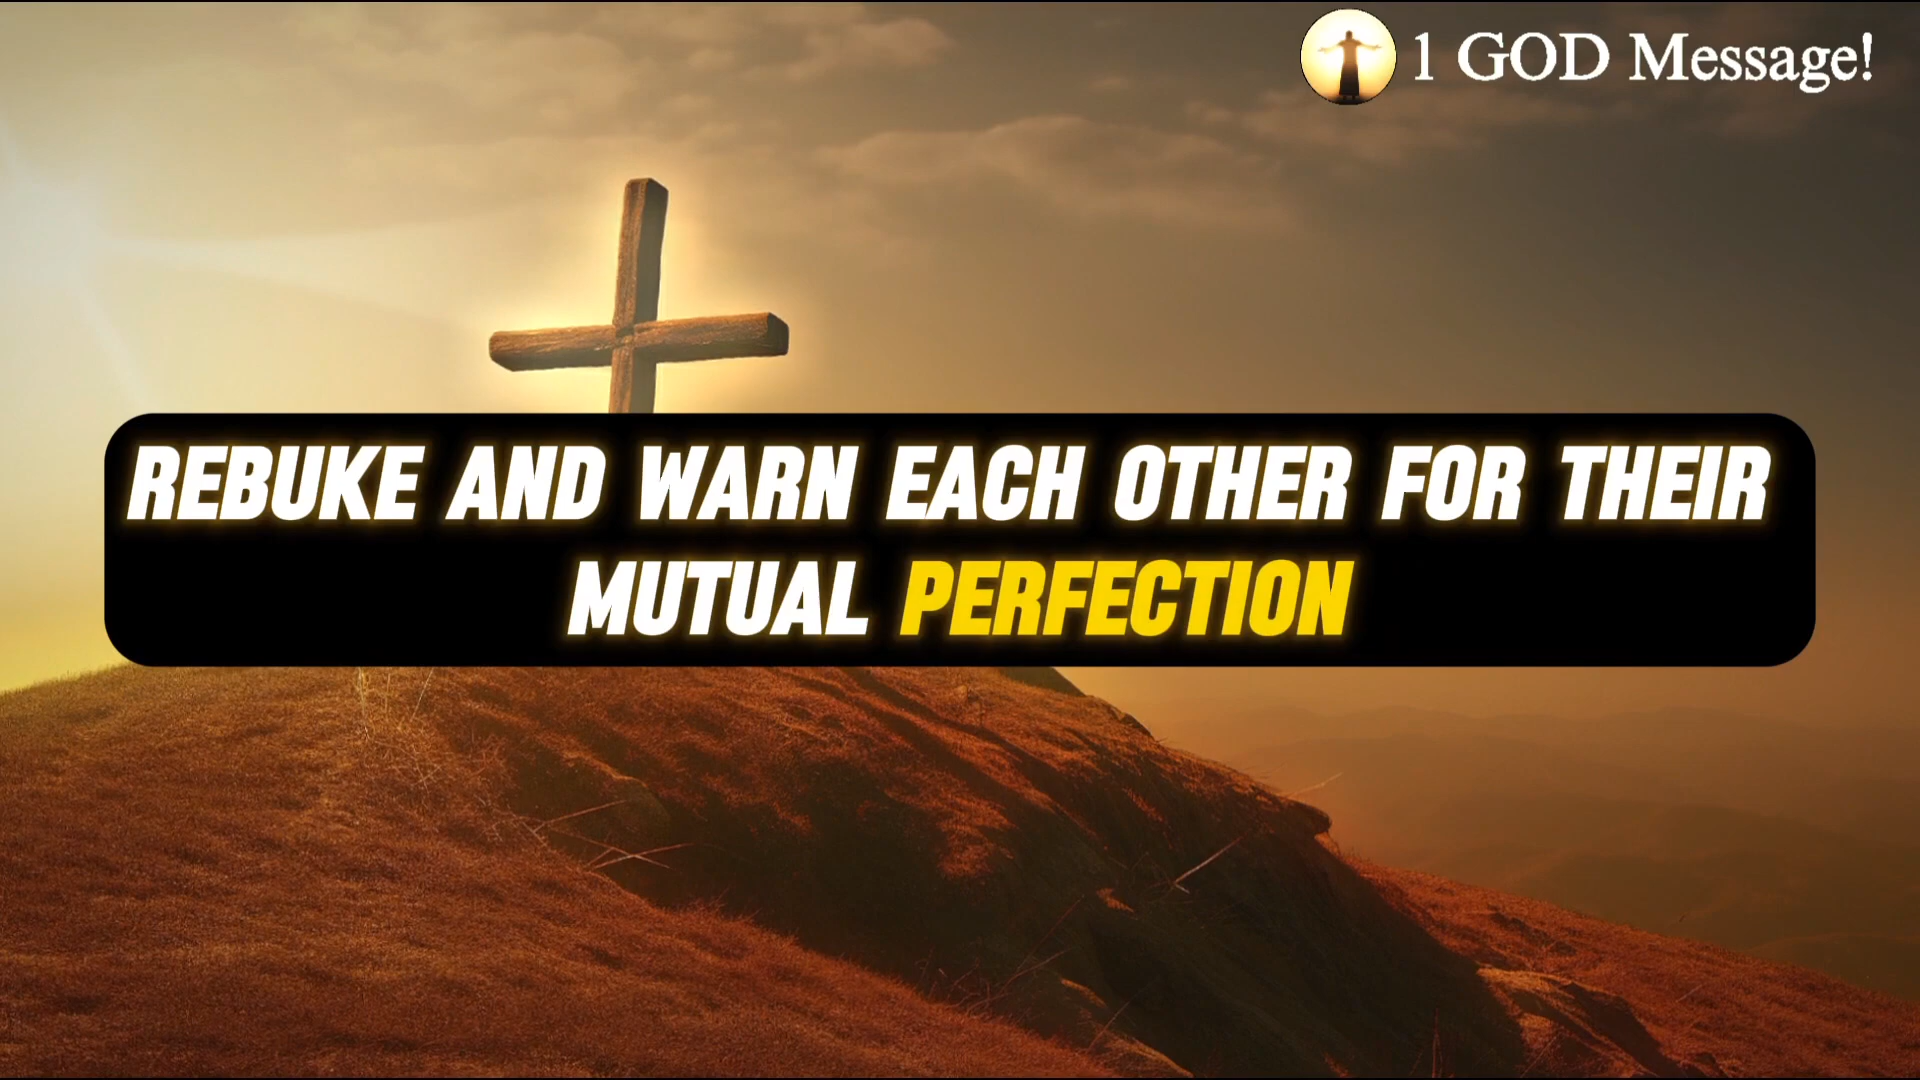 1 GOD Message!
REBUKE AND WARN EACH OTHER FOR THEIR
MUTUAL PERFECTION